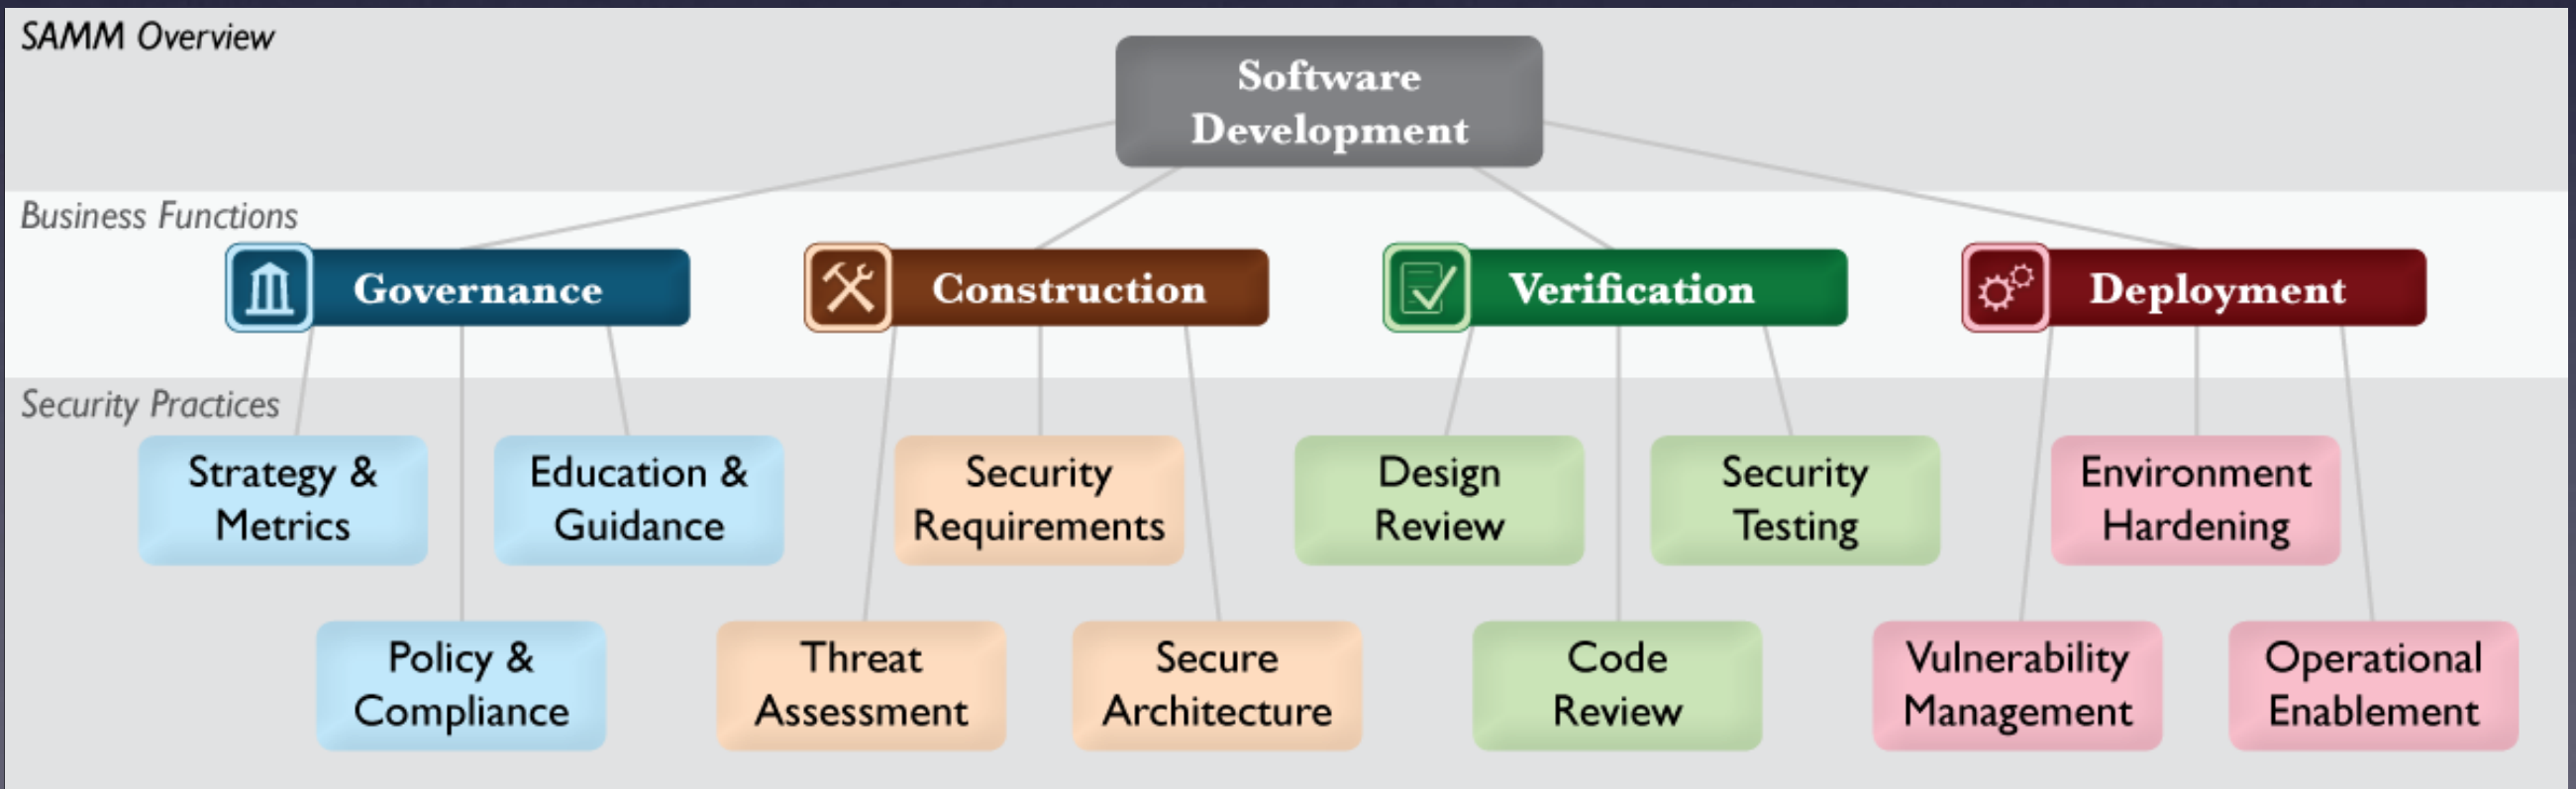 SAMM Overview
Software
Development
Business Functions
Governance
Construction
Verification
Deployment
Security Practices
Strategy &
Metrics
Education &
Guidance
Security
Requirements
Design
Review
Security
Testing
Environment
Hardening
Policy &
Compliance
Threat
Assessment
Secure
Architecture
Code
Review
Vulnerability
Management
Operational
Enablement